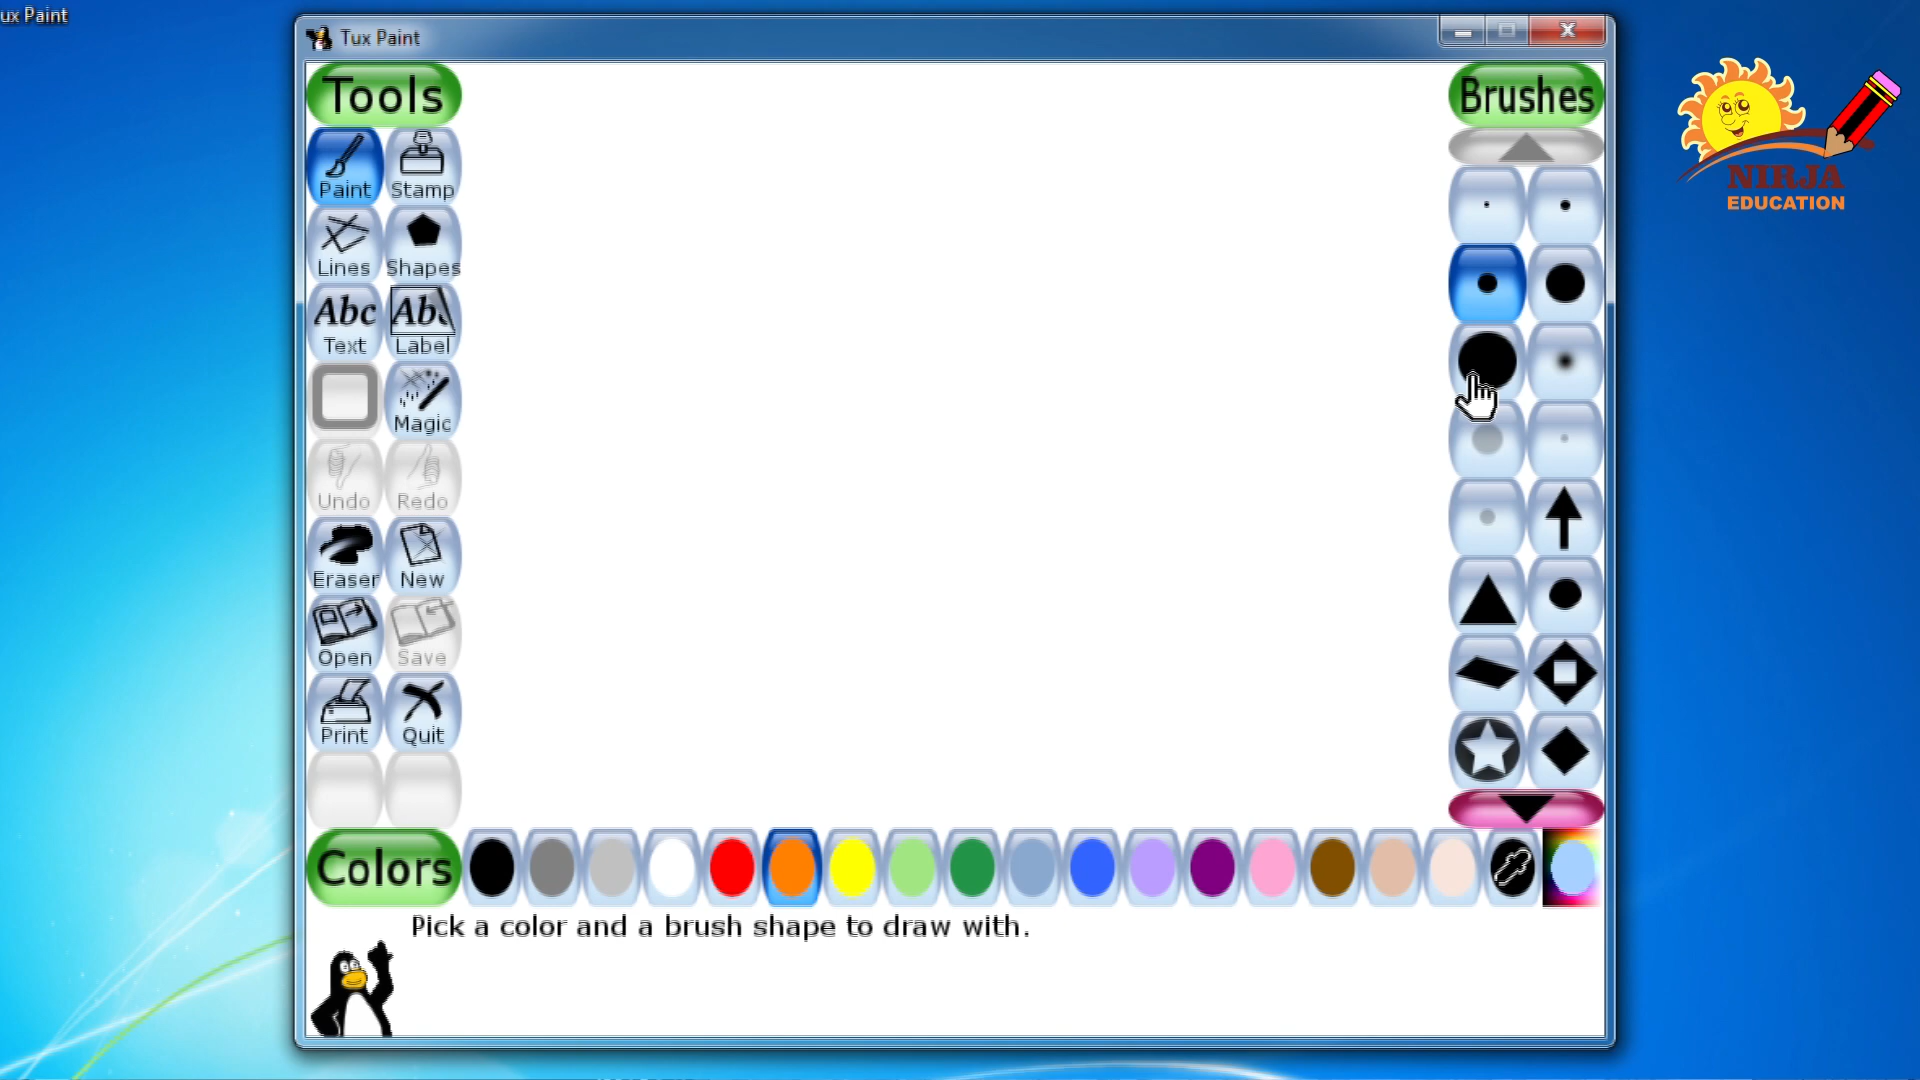 ux Paint
Tux Paint
Tools
Brushes
Paint
Stamp
Lines
Shapes
Abc
Text
Abc
Label
Magic
Undo
Redo
Eraser
New
Open
Save
Print
Quit
Colors
Pick a color and a brush shape to draw with.
NIRJA
EDUCATION